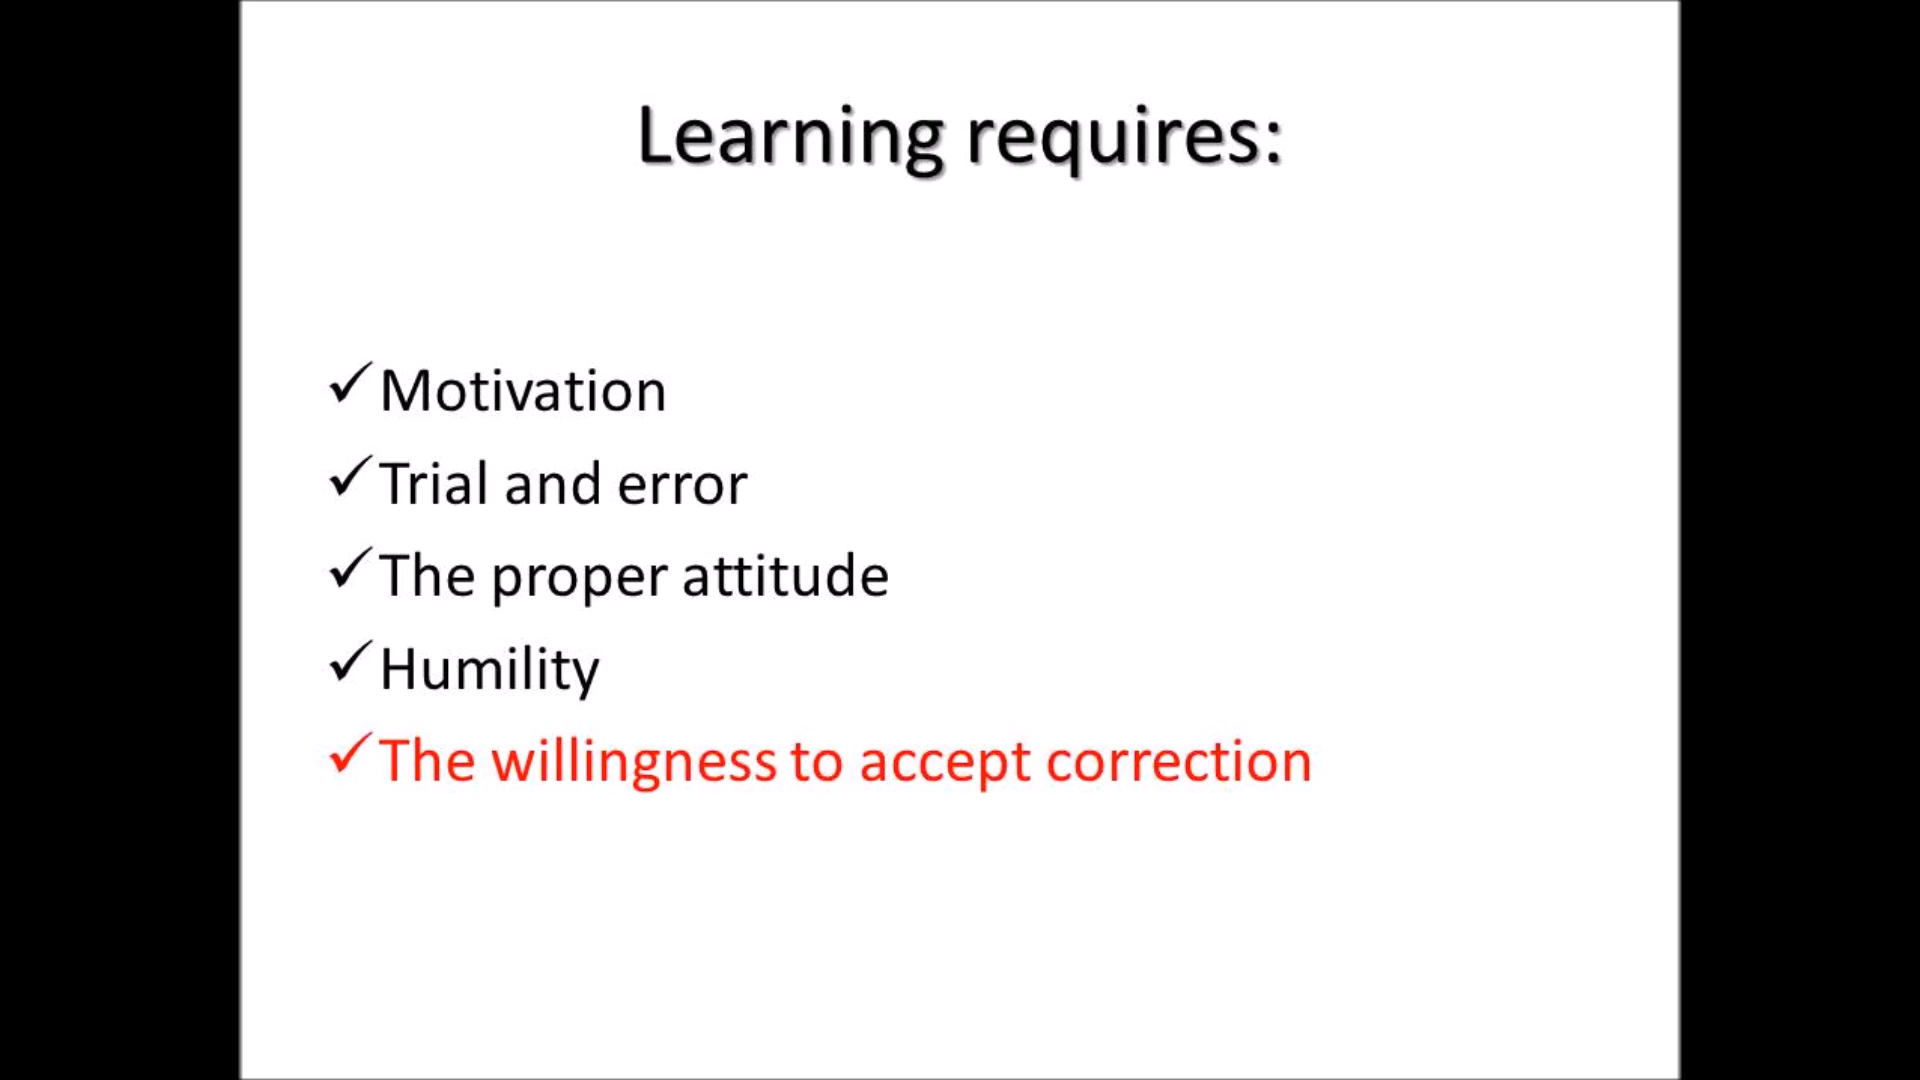 Learning requires:
✓Motivation
✓Trial and error
✓The proper attitude
✓Humility
✓The willingness to accept correction